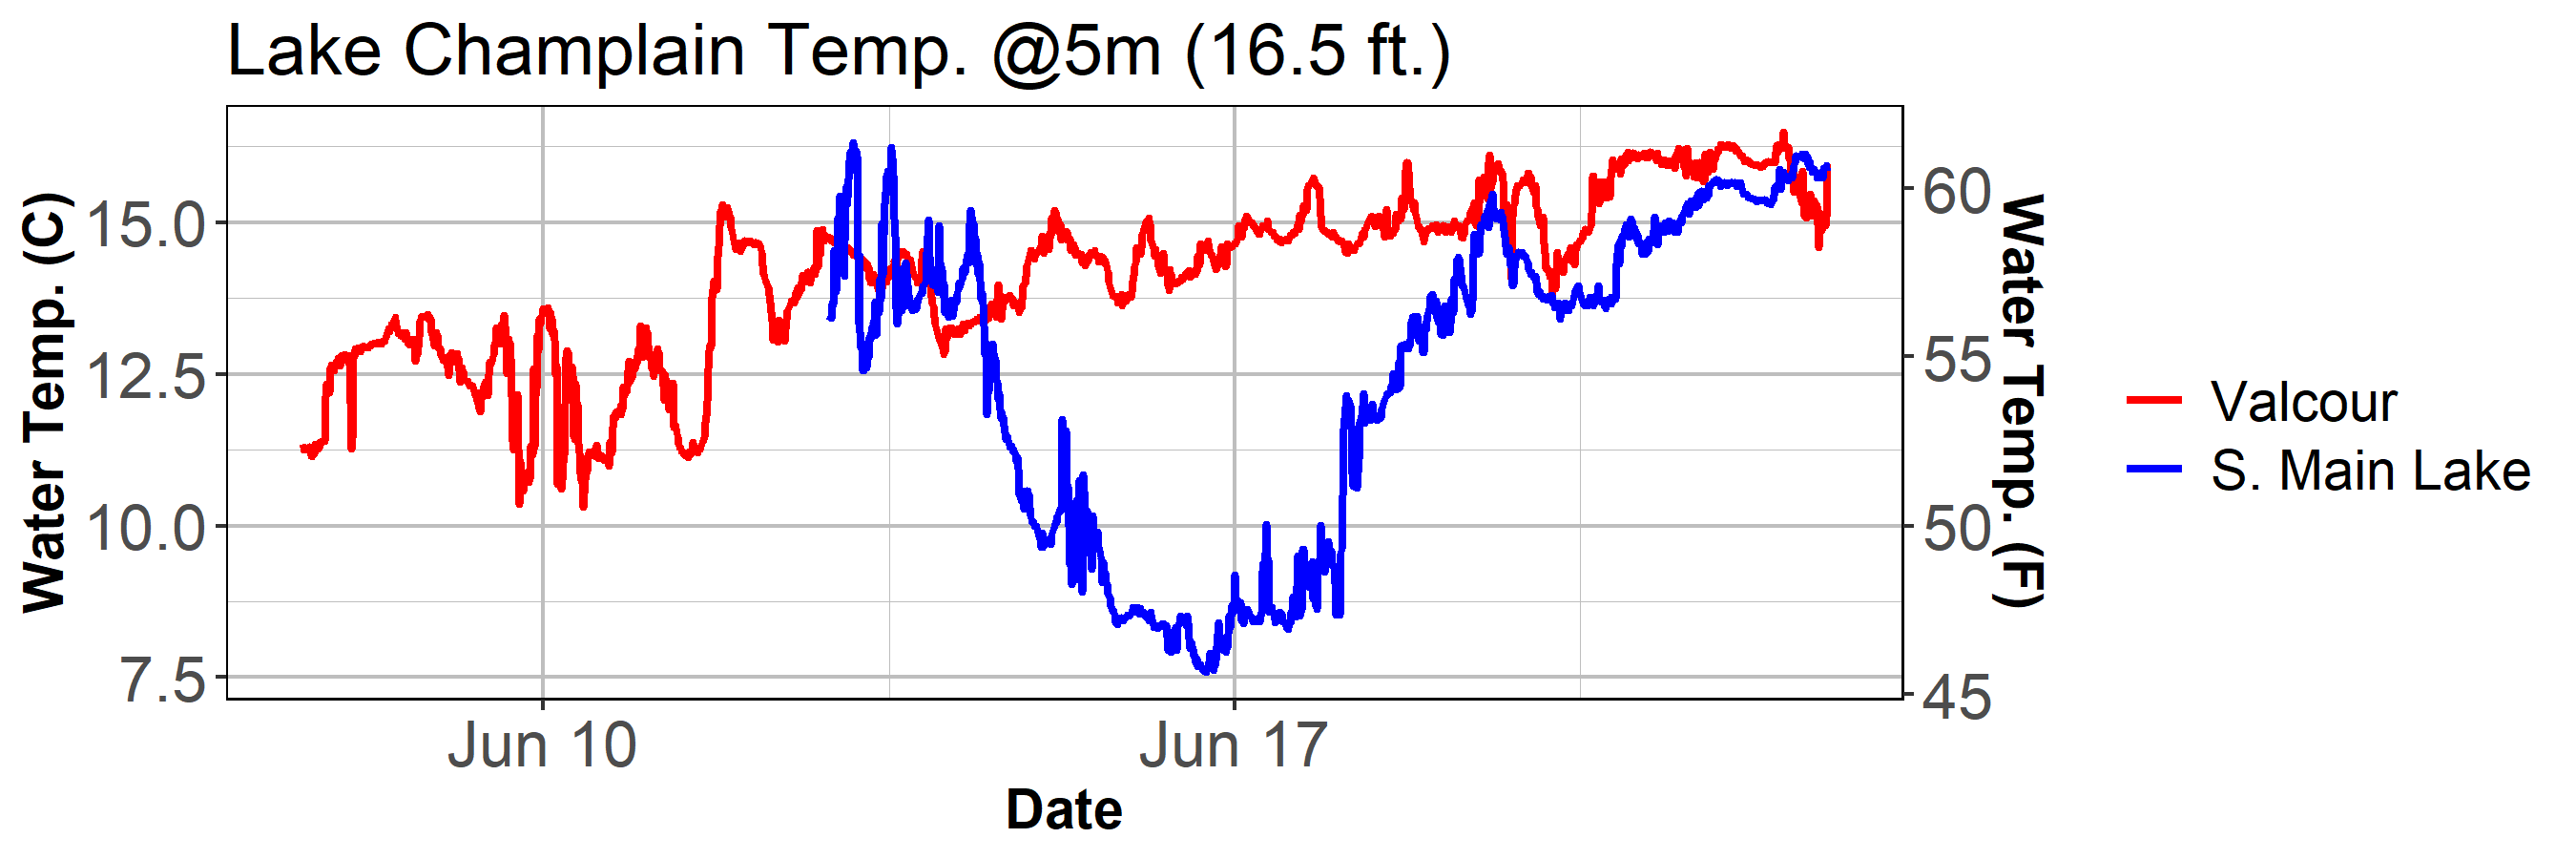 Lake Champlain Temp. @5m (16.5 ft.)
Water Temp. (C)
15.0
12.5
10.0
7.5
60
55
50
45
Water Temp. (F)
Jun 10
Jun 17
Date
Valcour
S. Main Lake